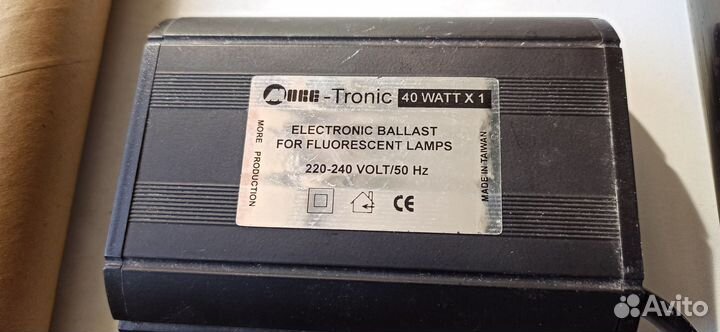 MORE -Tronic 40 WATT X 1
ELECTRONIC BALLAST
FOR FLUORESCENT LAMPS
220-240 VOLT/50 Hz
CE
MORE PRODUCTION
MADE IN TAIWAN
Avito